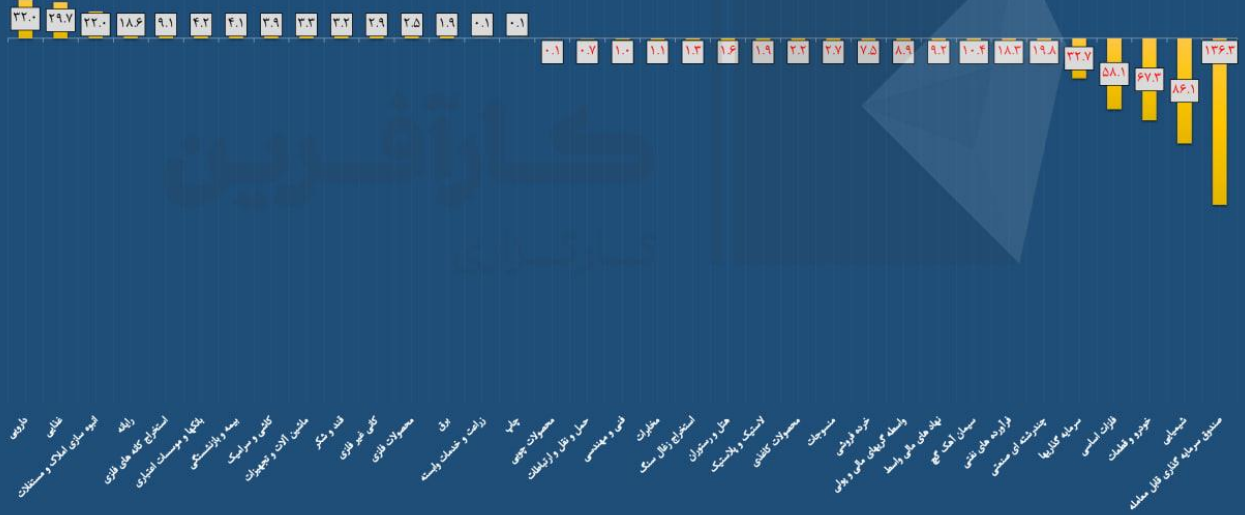 ۳۲.۰ ۲۹.۷ ۲۲.۰ ۱۸.۶ ۹.۱ ۴.۲ ۴.۱ ۳.۹ ۳.۳ ۳.۲ ۲.۹ ۲.۵ ۱.۹ ۰.۱ ۰.۱
۰.۱ ۰.۷ ۱.۰ ۱.۱ ۱.۳ ۱.۶ ۱.۹ ۲.۲ ۲.۷ ۷.۵ ۸.۹ ۹.۲ ۱۰.۴ ۱۸.۳ ۱۹.۸ ۳۲.۷ ۵۸.۱ ۶۷.۳ ۸۶.۱ ۱۳۶.۳
کارآفرین
دارویی
غذایی
انبوه سازی املاک و مستغلات
رایانه
استخراج کانه های فلزی
بانکها و موسسات اعتباری
بیمه و بازنشستگی
کاشی و سرامیک
ماشین آلات و تجهیزات
قند و شکر
کانی غیر فلزی
محصولات فلزی
برق
زراعت و خدمات وابسته
چاپ
محصولات چوبی
حمل و نقل و ارتباطات
فنی و مهندسی
مخابرات
استخراج زغال سنگ
هتل و رستوران
لاستیک و پلاستیک
محصولات کاغذی
منسوجات
خرده فروشی
واسطه گریهای مالی و پولی
نهاد های مالی واسط
سیمان آهک گچ
فرآورده های نفتی
چندرشته ای صنعتی
سرمایه گذاریها
فلزات اساسی
خودرو و قطعات
شیمیایی
صندوق سرمایه گذاری قابل معامله